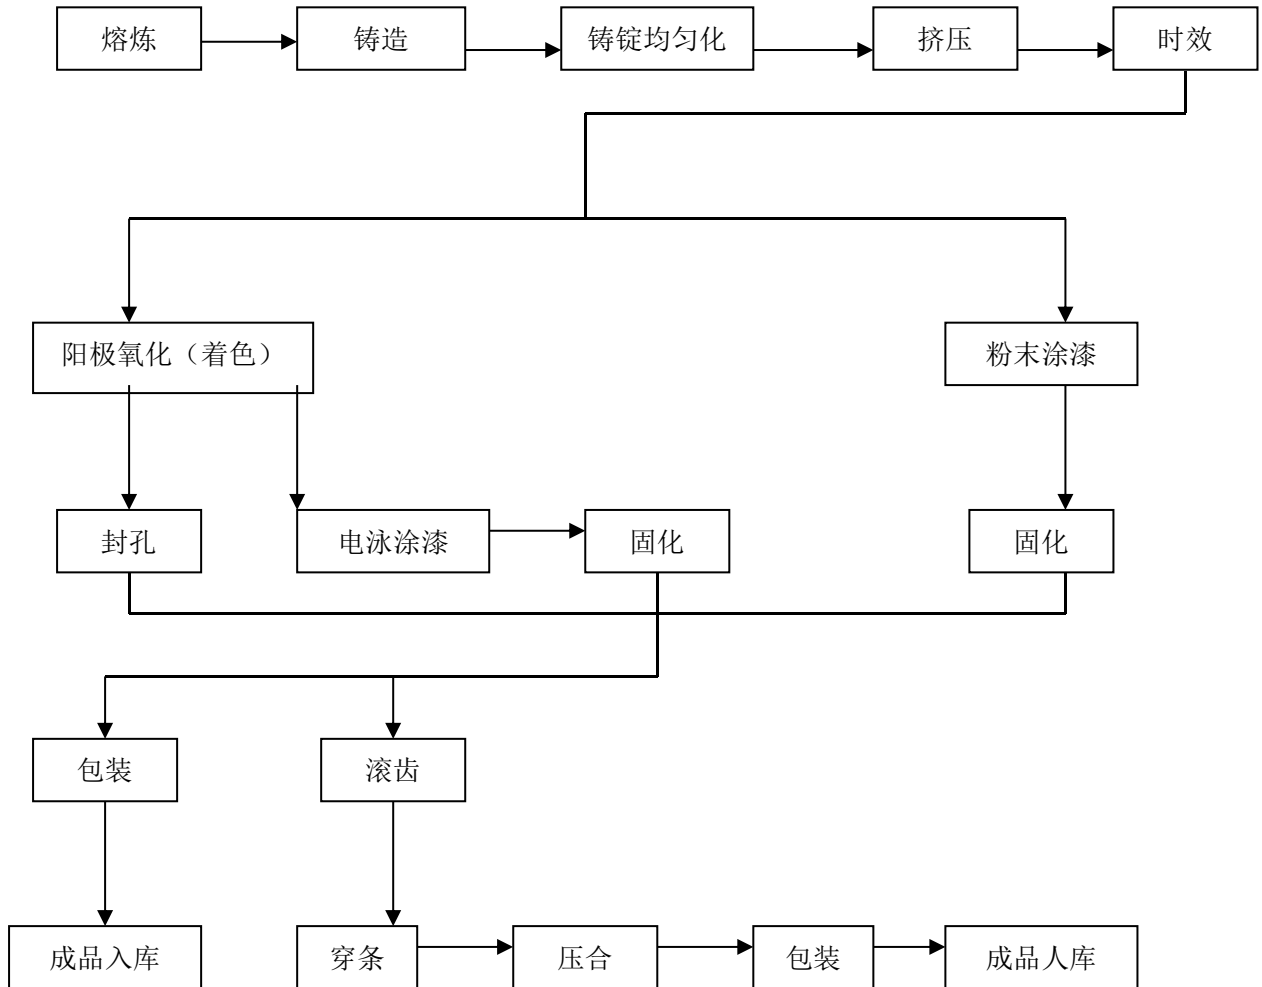 熔炼
铸造
铸锭均匀化
挤压
时效
阳极氧化（着色）
粉末涂漆
封孔
电泳涂漆
固化
固化
包装
滚齿
成品入库
穿条
压合
包装
成品人库